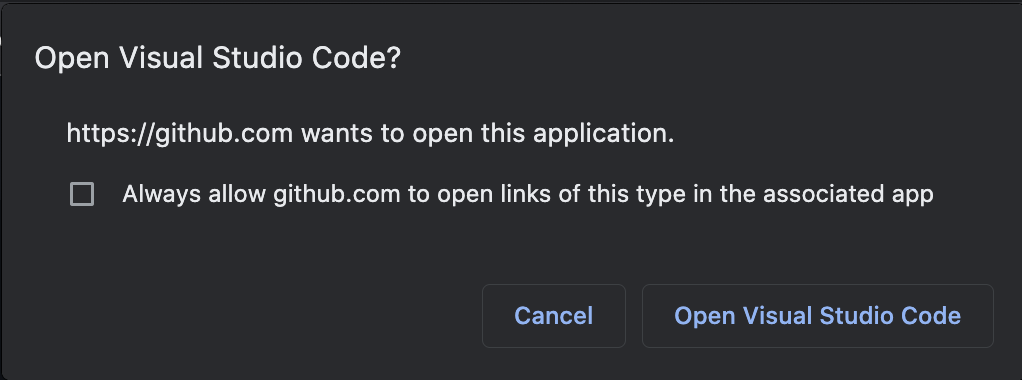 Open Visual Studio Code?
https://github.com wants to open this application.
Always allow github.com to open links of this type in the associated app
Cancel
Open Visual Studio Code